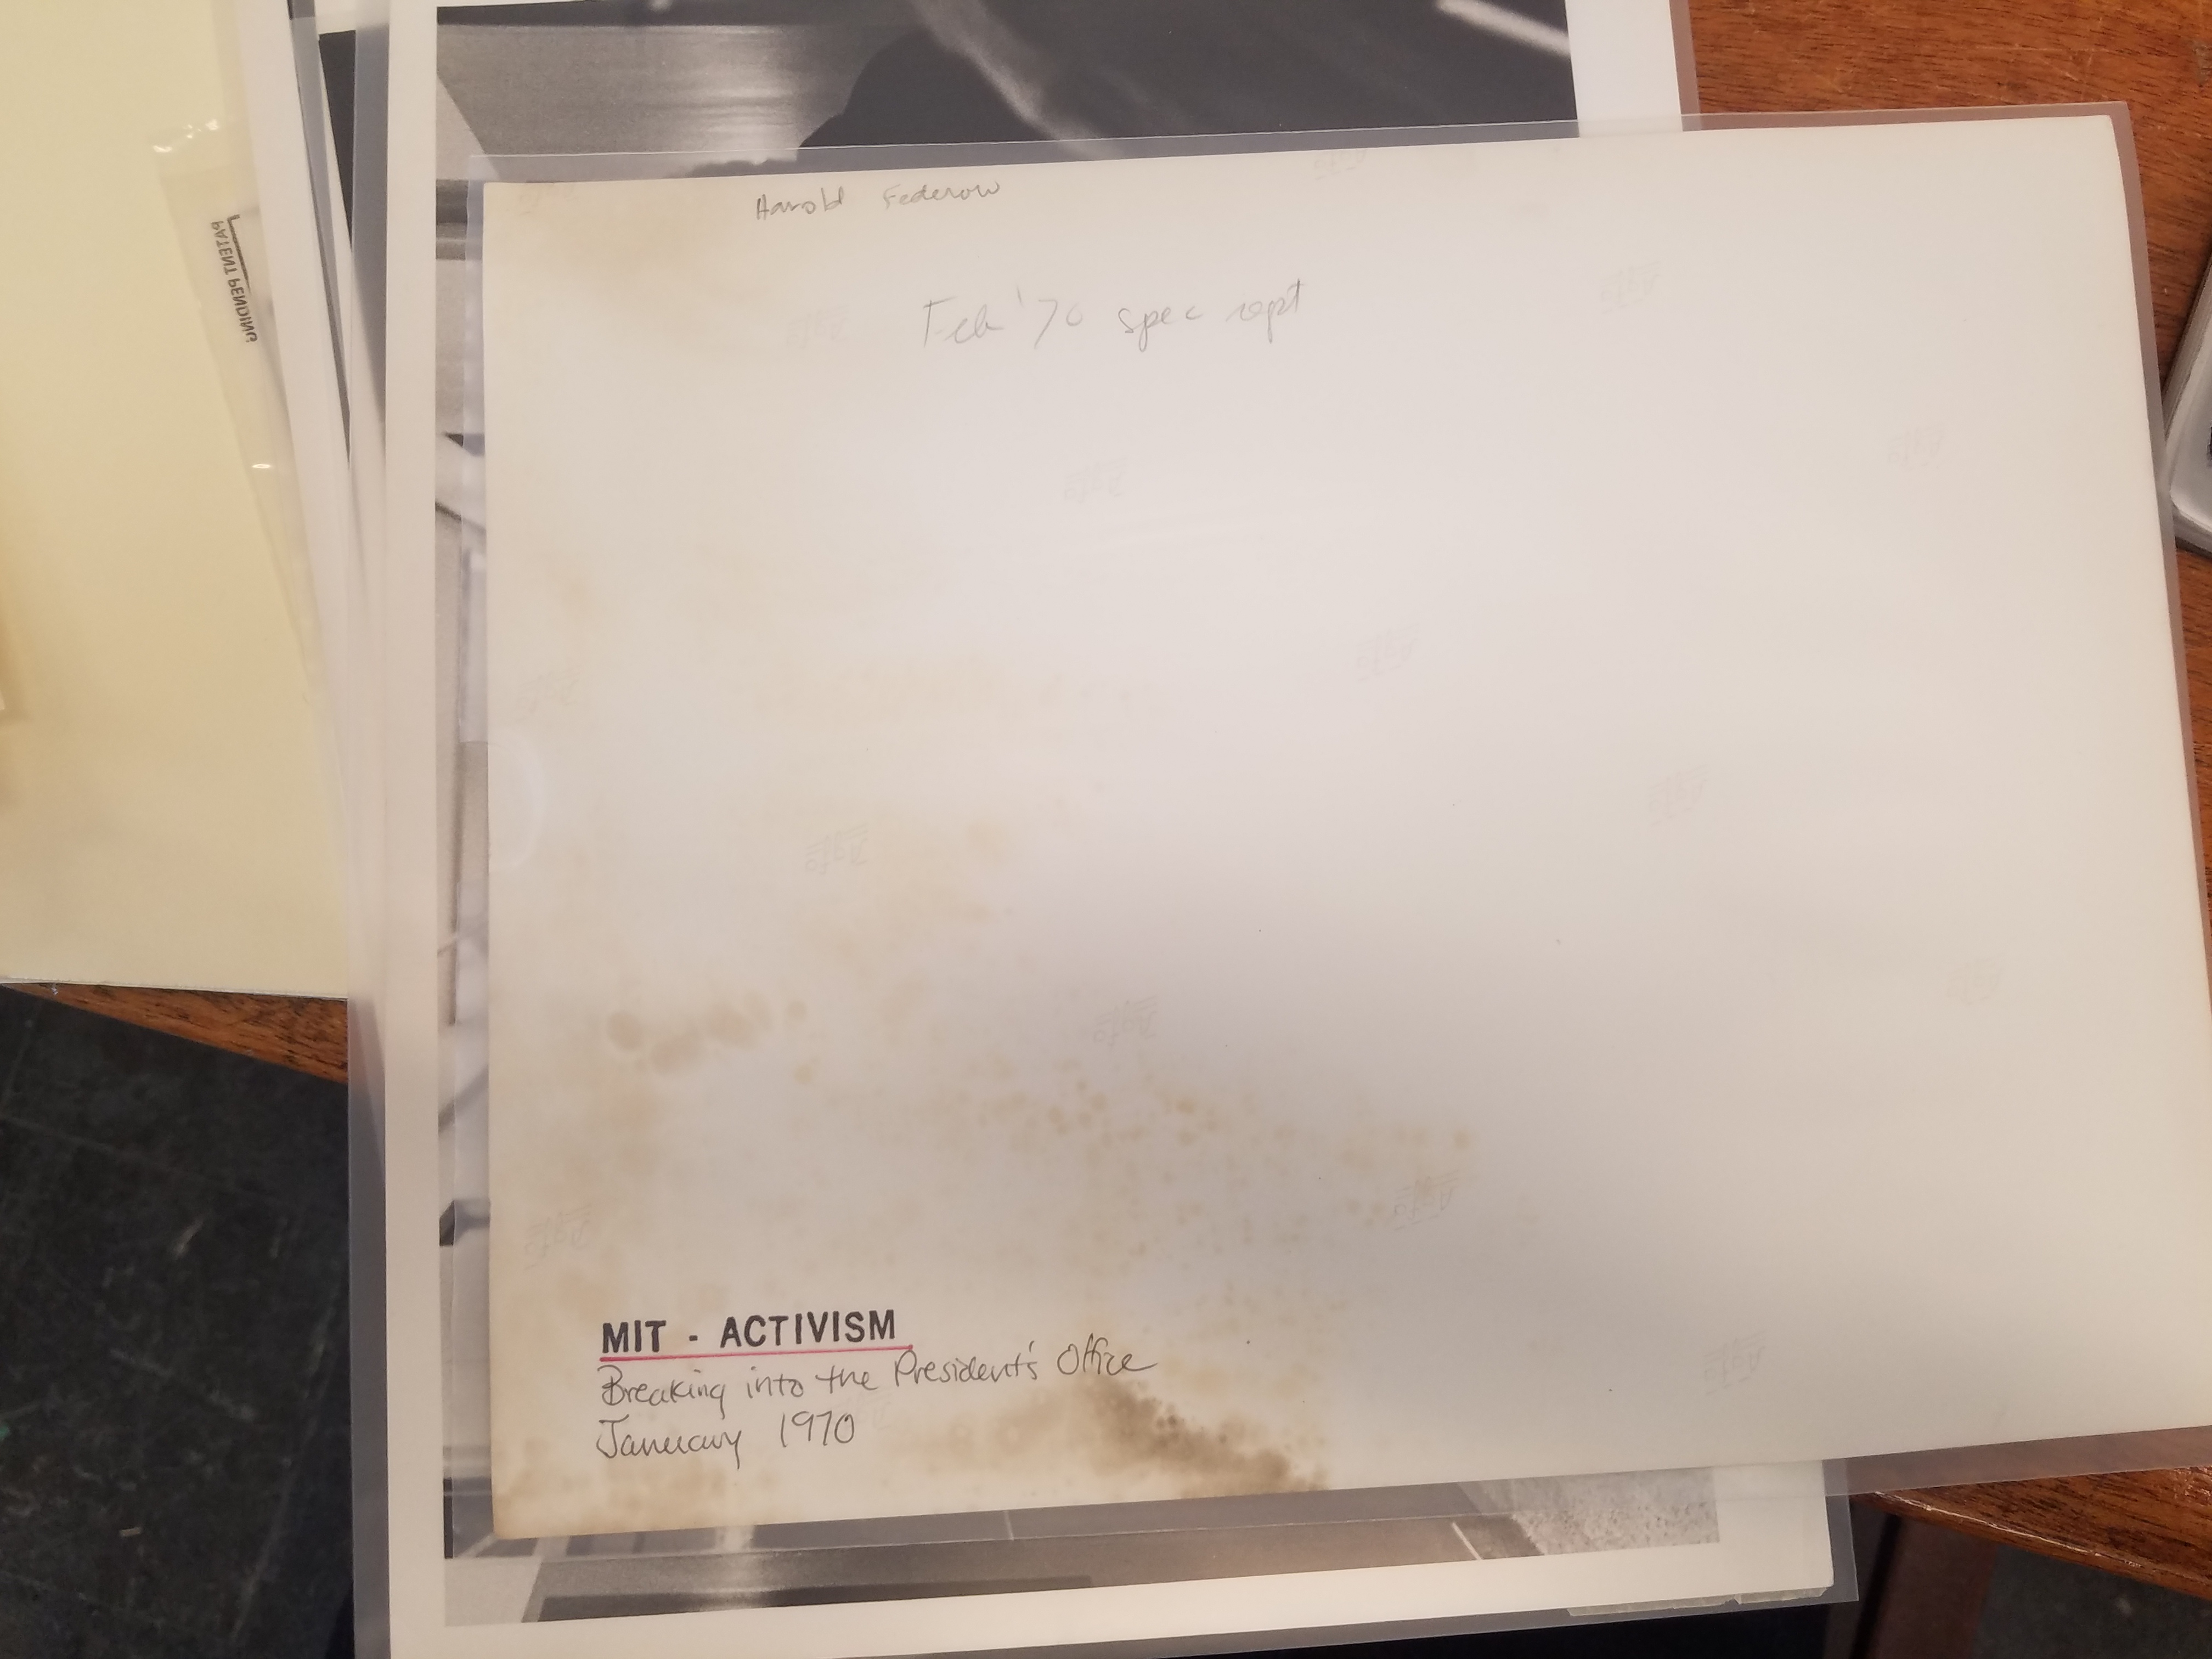 PATENT PENDING
Harold Federow
Feb '70 spec rept
MIT - ACTIVISM
Breaking into the President's Office
January 1970